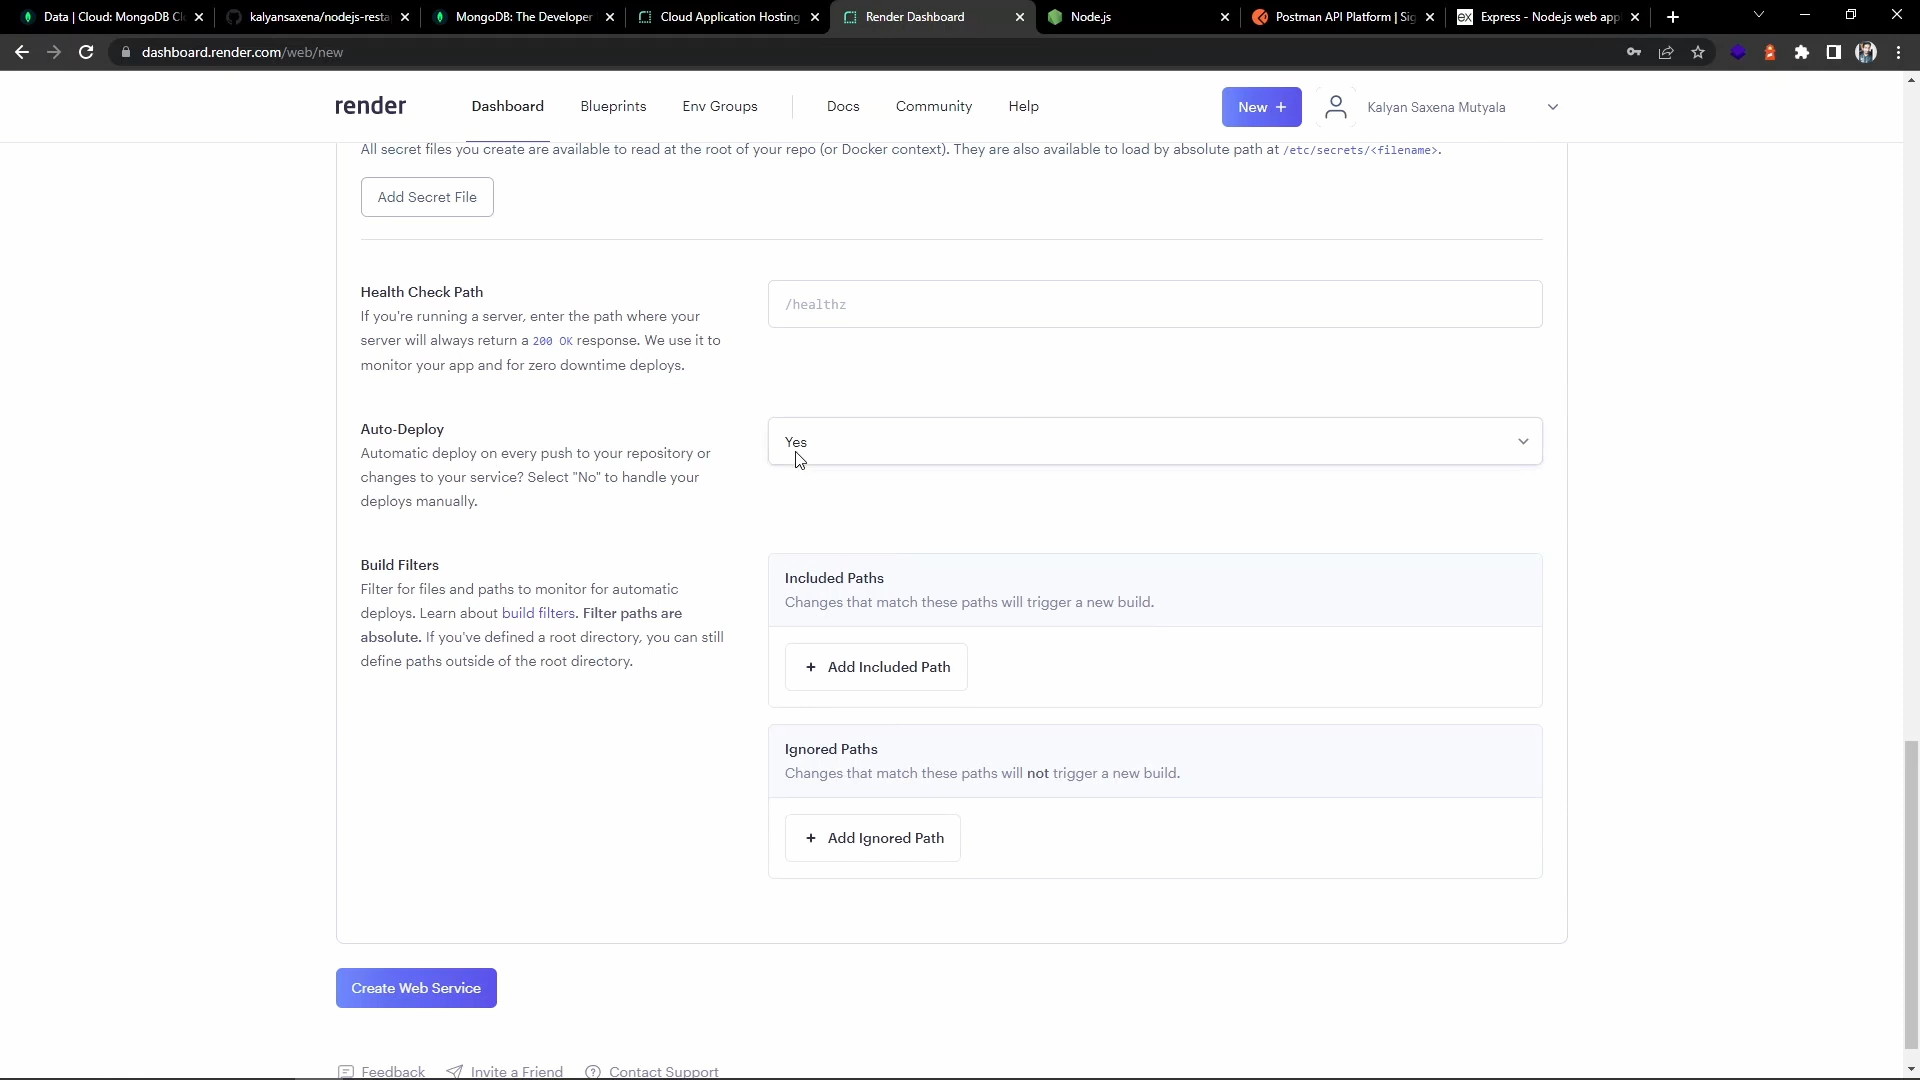 Data | Cloud: MongoDB Cl
kalyansaxena/nodejs-resta
MongoDB: The Developer
Cloud Application Hosting
Render Dashboard
Node.js
Postman API Platform | Sig
Express - Node.js web app
dashboard.render.com/web/new
render
Dashboard
Blueprints
Env Groups
Docs
Community
Help
New +
Kalyan Saxena Mutyala
All secret files you create are available to read at the root of your repo (or Docker context). They are also available to load by absolute path at /etc/secrets/<filename>.
Add Secret File
Health Check Path
If you're running a server, enter the path where your
server will always return a 200 OK response. We use it to
monitor your app and for zero downtime deploys.
/healthz
Auto-Deploy
Automatic deploy on every push to your repository or
changes to your service? Select "No" to handle your
deploys manually.
Yes
Build Filters
Filter for files and paths to monitor for automatic
deploys. Learn about build filters. Filter paths are
absolute. If you've defined a root directory, you can still
define paths outside of the root directory.
Included Paths
Changes that match these paths will trigger a new build.
+ Add Included Path
Ignored Paths
Changes that match these paths will not trigger a new build.
+ Add Ignored Path
Create Web Service
Feedback
Invite a Friend
Contact Support